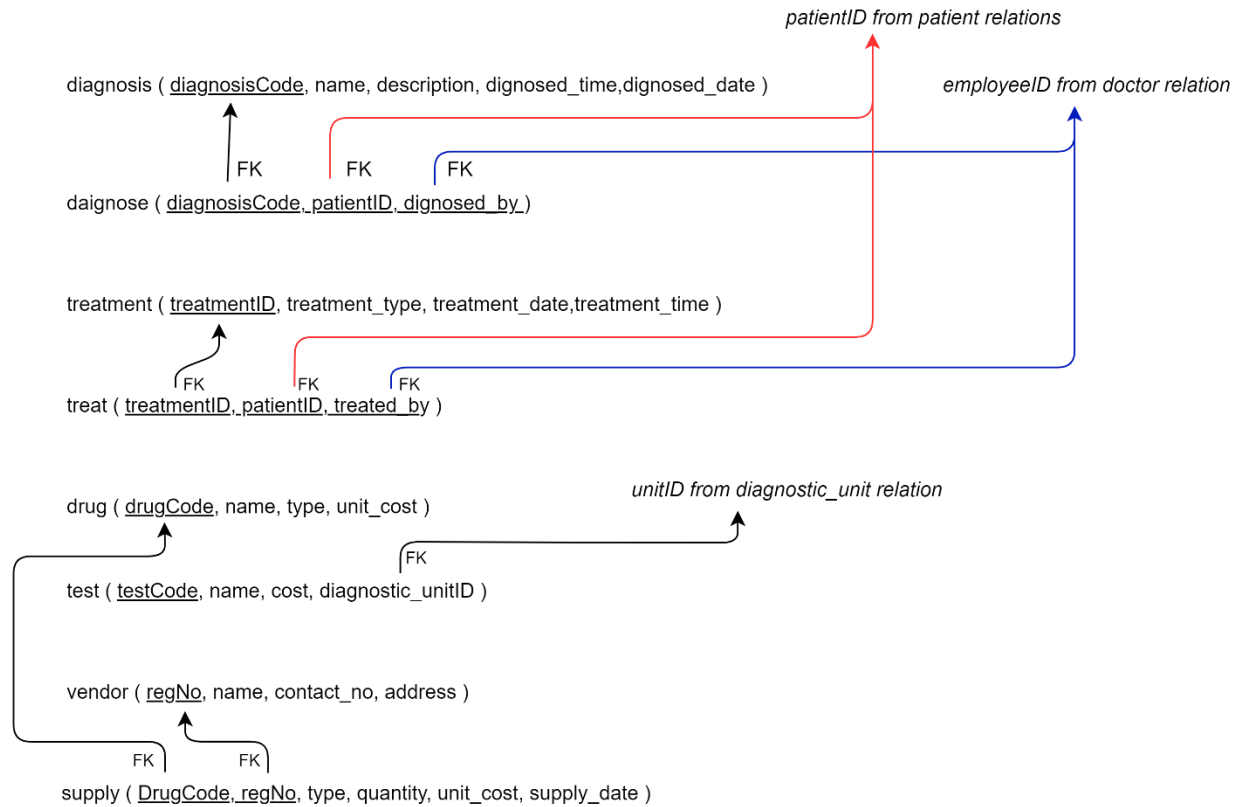 patientID from patient relations
diagnosis ( diagnosisCode, name, description, dignosed_time,dignosed_date )
employeeID from doctor relation
FK FK FK
daignose ( diagnosisCode, patientID, dignosed_by )
treatment ( treatmentID, treatment_type, treatment_date,treatment_time )
FK FK FK
treat ( treatmentID, patientID, treated_by )
unitID from diagnostic_unit relation
drug ( drugCode, name, type, unit_cost )
FK
test ( testCode, name, cost, diagnostic_unitID )
vendor ( regNo, name, contact_no, address )
FK FK
supply ( DrugCode, regNo, type, quantity, unit_cost, supply_date )